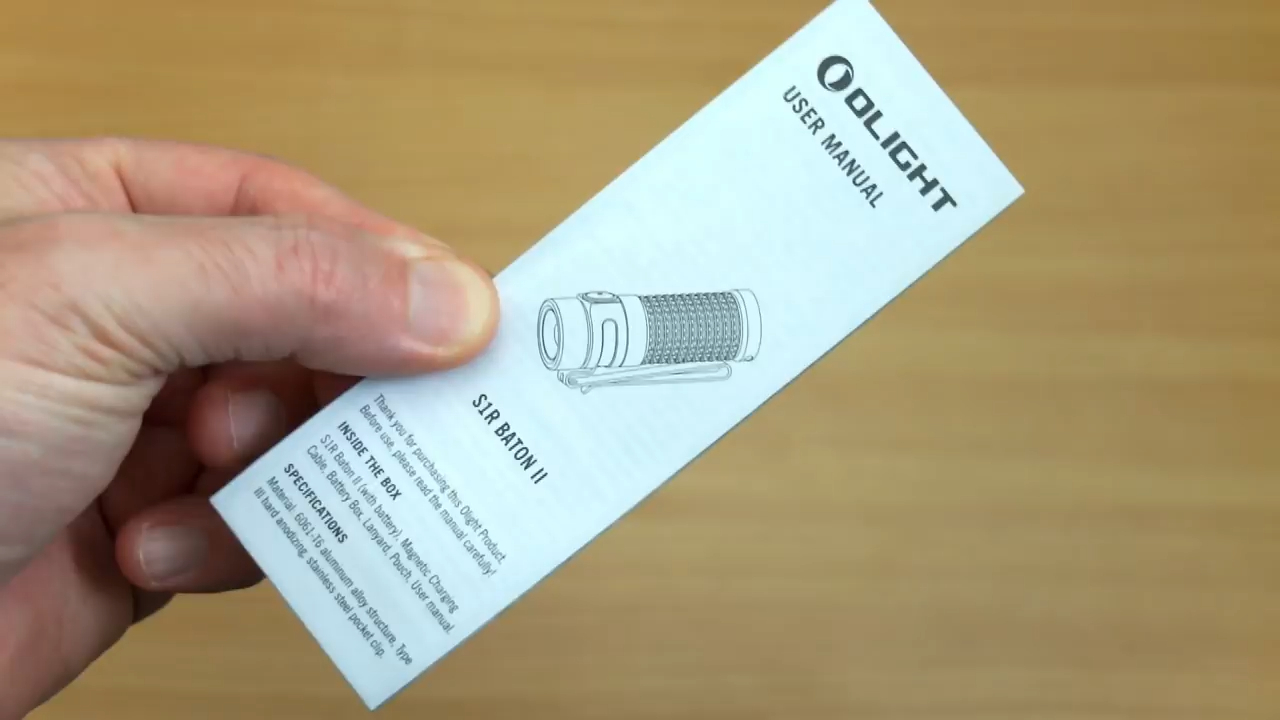 OLIGHT
USER MANUAL
S1R BATON II
Thank you for purchasing this Olight Product.
Before use, please read the manual carefully!
INSIDE THE BOX
S1R Baton II (with battery), Magnetic Charging
Cable, Battery Box, Lanyard, Pouch, User manual.
SPECIFICATIONS
Material: 6061-T6 aluminum alloy structure, Type
III hard anodizing, stainless steel pocket clip.